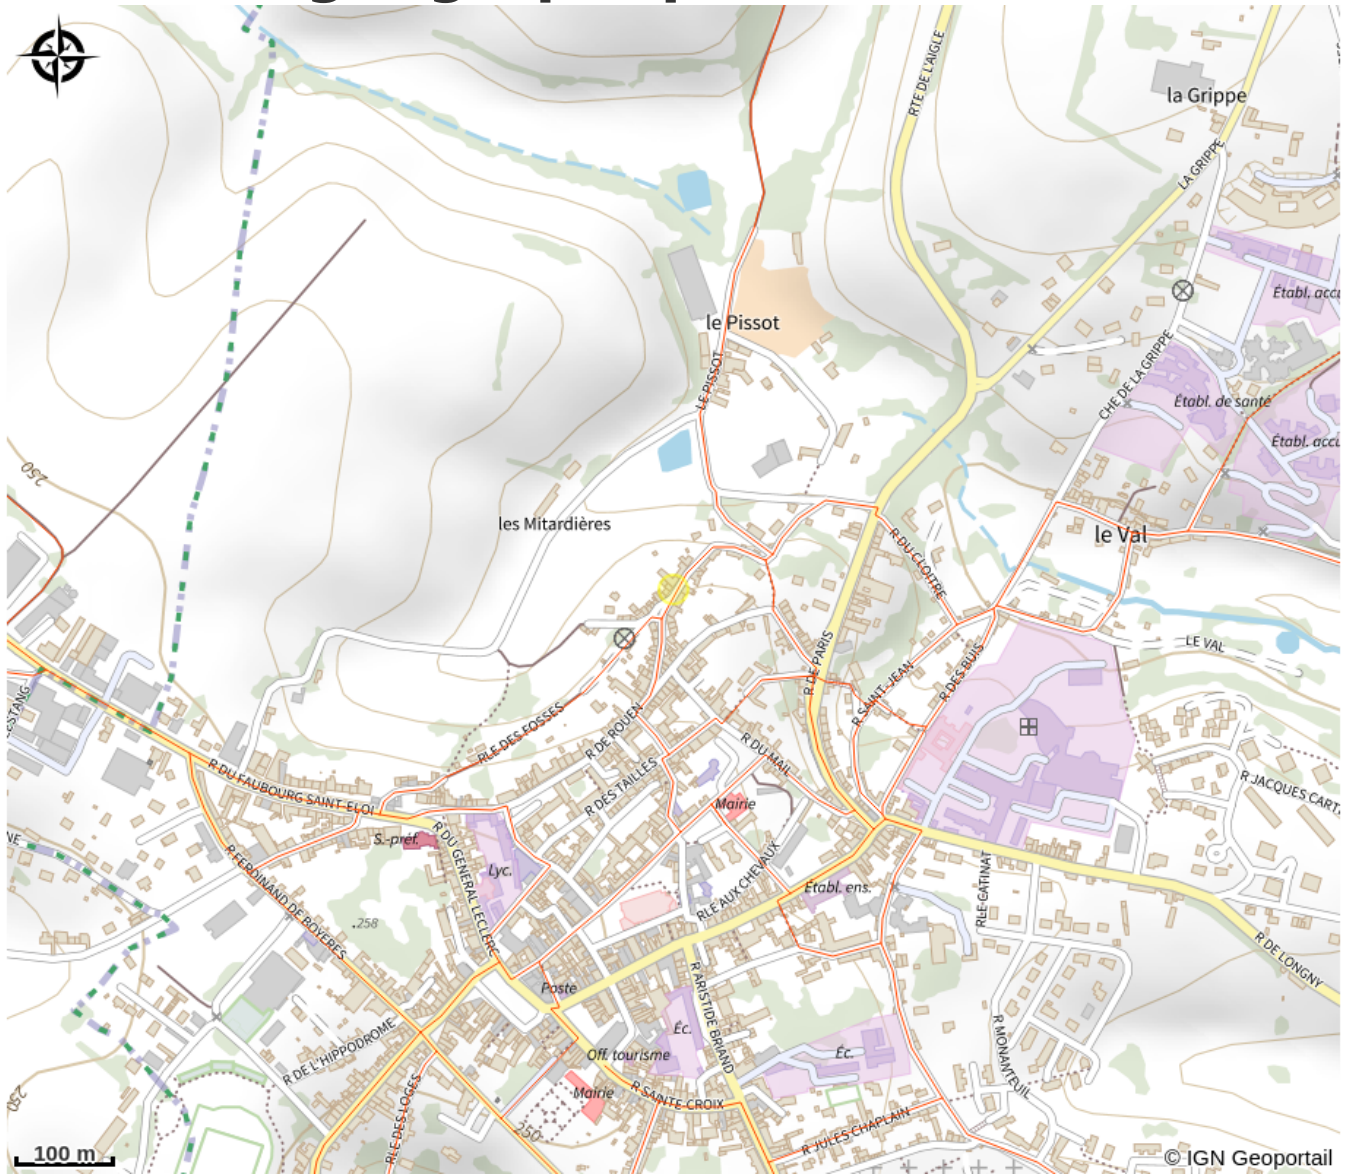 RTE DE L'AIGLE
la Grippe
LA GRIPPE
Établ. accu
le Pissot
LE PISSOT
CHE DE LA GRIPPE
Établ. de santé
Établ. accu
250
les Mitardières
le Val
R DU CLOITRE
LE VAL
R DE PARIS
R SAINT-JEAN
R DES BUIS
RLE DES FOSSES
R DE ROUEN
R DU MAIL
R DES TAILLES
R DU FAUBOURG SAINT-ELOI
R JACQUES CART
Mairie
S.-préf.
R DU GENERAL LECLERC
Lyc.
RLE AUX CHEVAUX
Établ. ens.
RLE CATINAT
R FERDINAND DE BOYERES
.258
R DE LONGNY
Poste
R ARISTIDE BRIAND
Éc.
R DE L'HIPPODROME
Off. tourisme
Éc.
R MONANTEUIL
Mairie
R SAINTE-CROIX
RLE DES LOGES
250
250
R JULES CHAPLAIN
100 m
© IGN Geoportail